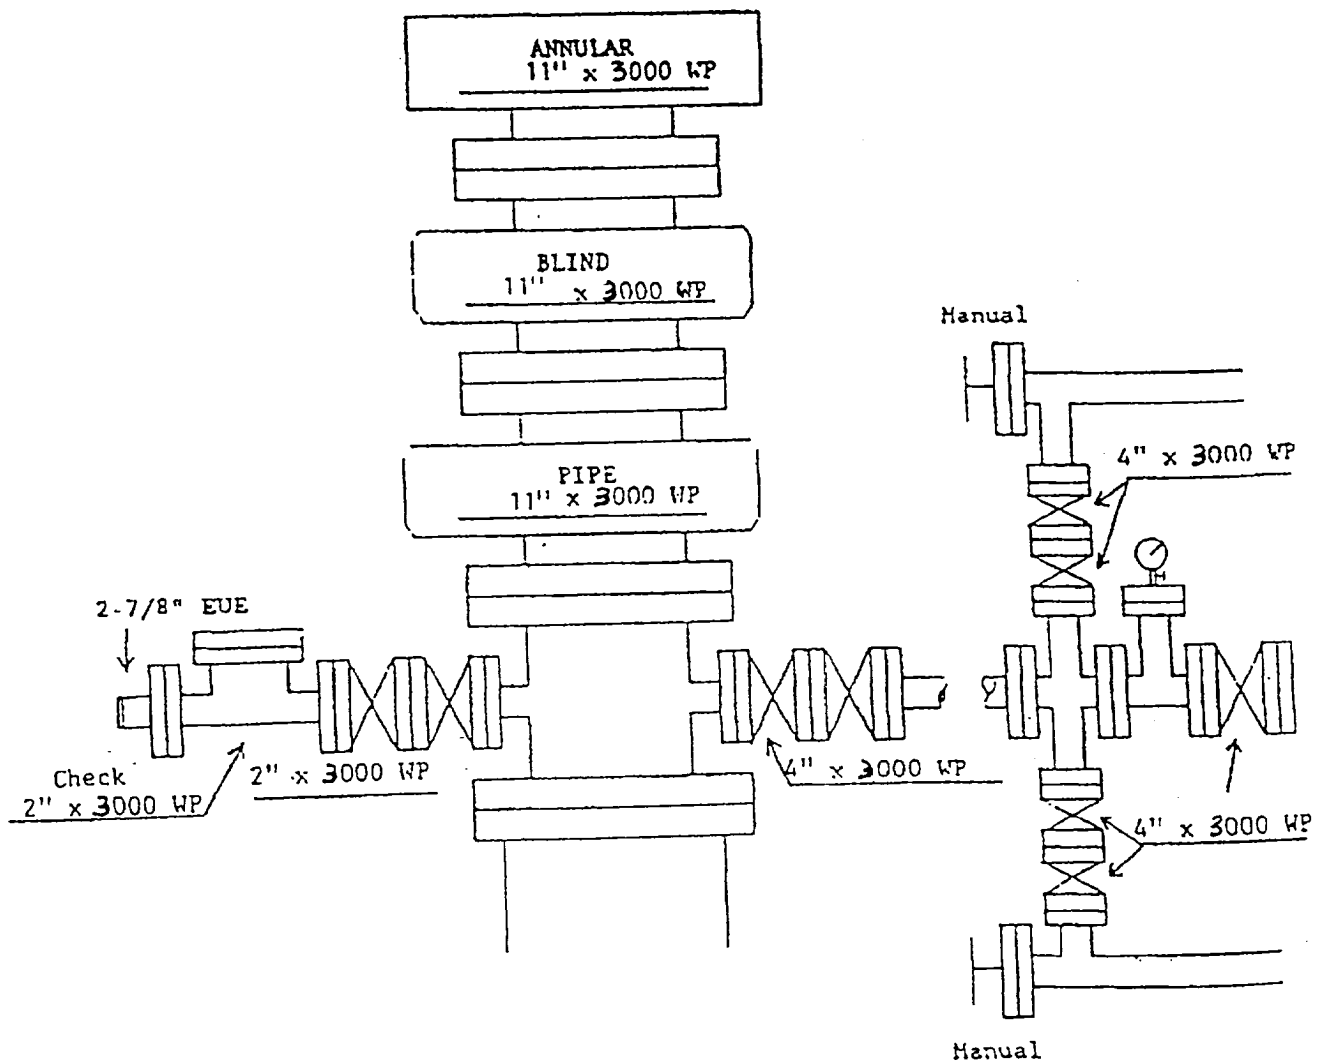 ANNULAR
11" x 3000 WP
BLIND
11" x 3000 WP
Manual
PIPE
11" x 3000 WP
4" x 3000 WP
2-7/8" EUE
Check
2" x 3000 WP
2" x 3000 WP
4" x 3000 WP
4" x 3000 WP
Manual